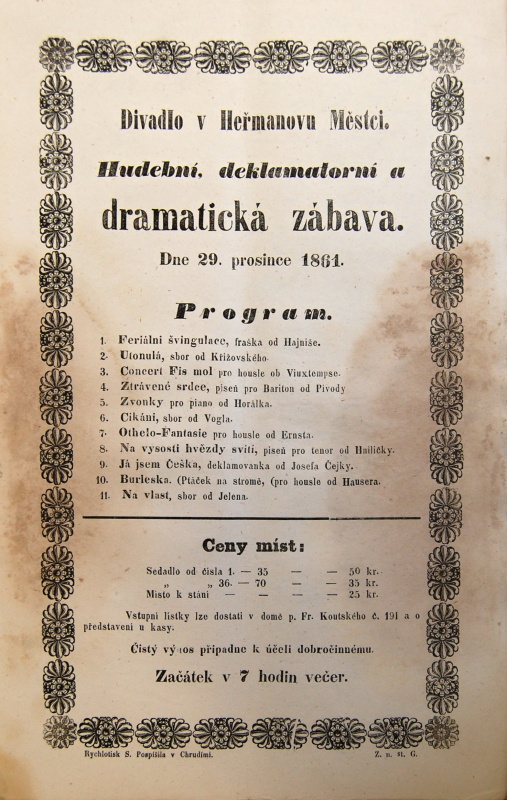 Divadlo v Heřmanovu Městci.
Hudební, deklamatorní a
dramatická zábava.
Dne 29. prosince 1861.
Program.
1. Feriální švingulace, fraška od Hajniše.
2. Utonulá, sbor od Křižovského.
3. Concert Fis mol pro housle ob Viuxtempse.
4. Ztrávené srdce, píseň pro Bariton od Pivody
5. Zvonky pro piano od Horálka.
6. Cikáni, sbor od Vogla.
7. Othelo-Fantasie pro housle od Ernsta.
8. Na vysosti hvězdy svítí, píseň pro tenor od Hniličky.
9. Já jsem Češka, deklamovanka od Josefa Čejky.
10. Burleska. (Ptáček na stromě, (pro housle od Hausera.
11. Na vlast, sbor od Jelena.
Ceny míst:
Sedadlo od čísla 1. — 35 — — 50 kr.
„ „ 36. — 70 — — 35 kr.
Místo k stání — — — — 25 kr.
Vstupní lístky lze dostati v domě p. Fr. Koutského č. 191 a o
představení u kasy.
Čistý výnos připadne k účeli dobročinnému.
Začátek v 7 hodin večer.
Rychlotisk S. Pospíšila v Chrudimi. Z. n. st. G.